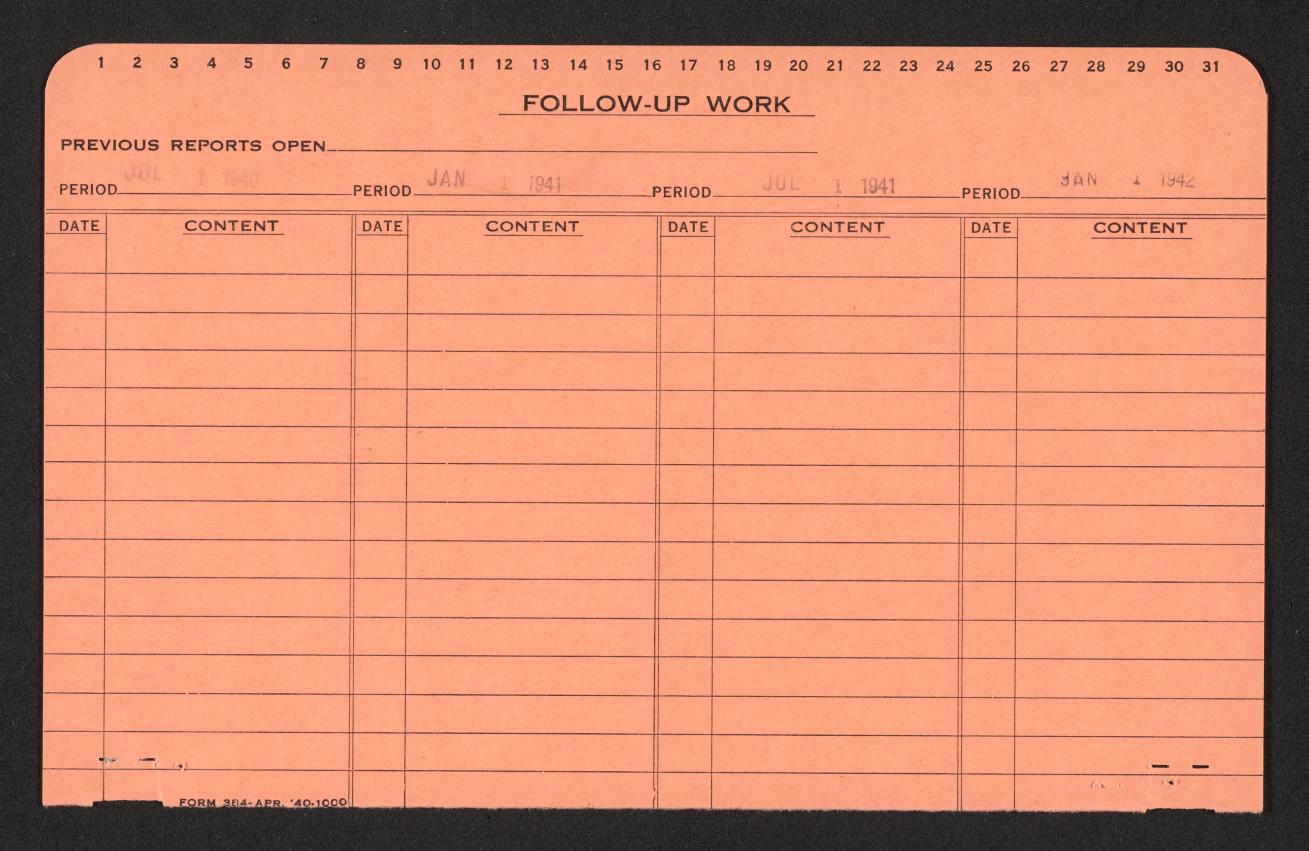 1 2 3 4 5 6 7 8 9 10 11 12 13 14 15 16 17 18 19 20 21 22 23 24 25 26 27 28 29 30 31
FOLLOW-UP WORK
PREVIOUS REPORTS OPEN
PERIOD JUL 1 1940 PERIOD JAN 1 1941 PERIOD JUL 1 1941 PERIOD JAN 1 1942
DATE CONTENT DATE CONTENT DATE CONTENT DATE CONTENT
FORM 3814-APR. '40-1000